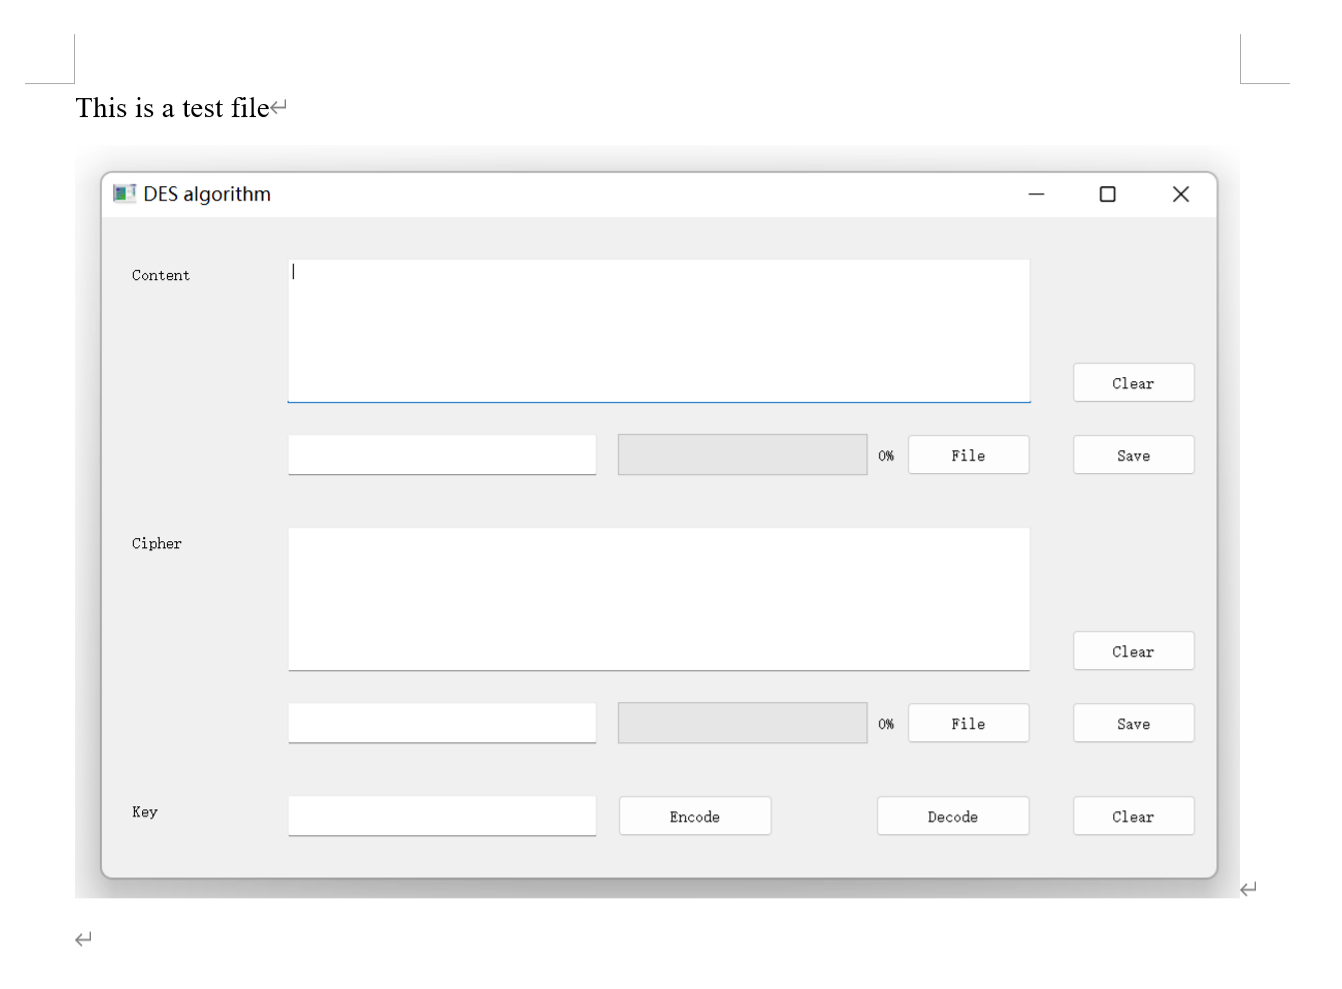 This is a test file
DES algorithm
Content
Clear
0% File Save
Cipher
Clear
0% File Save
Key Encode Decode Clear